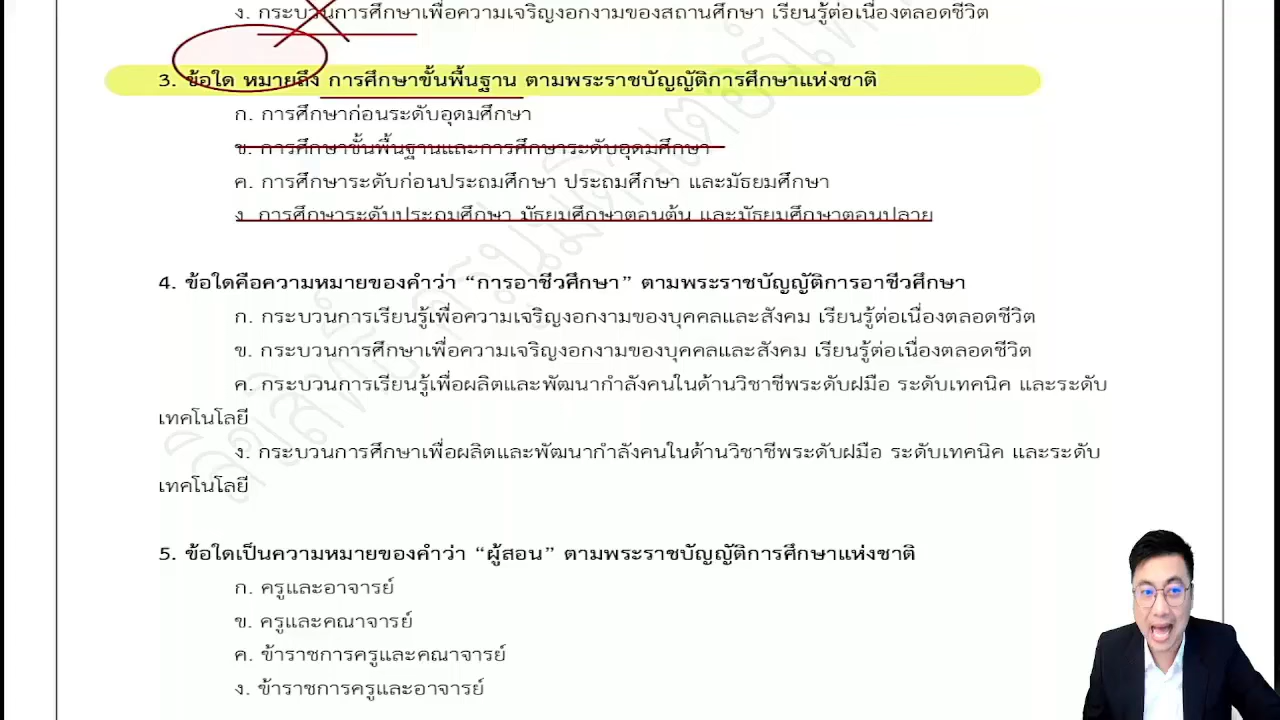 ง. กระบวนการศึกษาเพื่อความเจริญงอกงามของสถานศึกษา เรียนรู้ต่อเนื่องตลอดชีวิต
3. ข้อใด หมายถึง การศึกษาขั้นพื้นฐาน ตามพระราชบัญญัติการศึกษาแห่งชาติ
ก. การศึกษาก่อนระดับอุดมศึกษา
ข. การศึกษาขั้นพื้นฐานและการศึกษาระดับอุดมศึกษา
ค. การศึกษาระดับก่อนประถมศึกษา ประถมศึกษา และมัธยมศึกษา
ง. การศึกษาระดับประถมศึกษา มัธยมศึกษาตอนต้น และมัธยมศึกษาตอนปลาย
4. ข้อใดคือความหมายของคำว่า “การอาชีวศึกษา” ตามพระราชบัญญัติการอาชีวศึกษา
ก. กระบวนการเรียนรู้เพื่อความเจริญงอกงามของบุคคลและสังคม เรียนรู้ต่อเนื่องตลอดชีวิต
ข. กระบวนการศึกษาเพื่อความเจริญงอกงามของบุคคลและสังคม เรียนรู้ต่อเนื่องตลอดชีวิต
ค. กระบวนการเรียนรู้เพื่อผลิตและพัฒนากำลังคนในด้านวิชาชีพระดับฝมือ ระดับเทคนิค และระดับ
เทคโนโลยี
ง. กระบวนการศึกษาเพื่อผลิตและพัฒนากำลังคนในด้านวิชาชีพระดับฝมือ ระดับเทคนิค และระดับ
เทคโนโลยี
5. ข้อใดเป็นความหมายของคำว่า “ผู้สอน” ตามพระราชบัญญัติการศึกษาแห่งชาติ
ก. ครูและอาจารย์
ข. ครูและคณาจารย์
ค. ข้าราชการครูและคณาจารย์
ง. ข้าราชการครูและอาจารย์